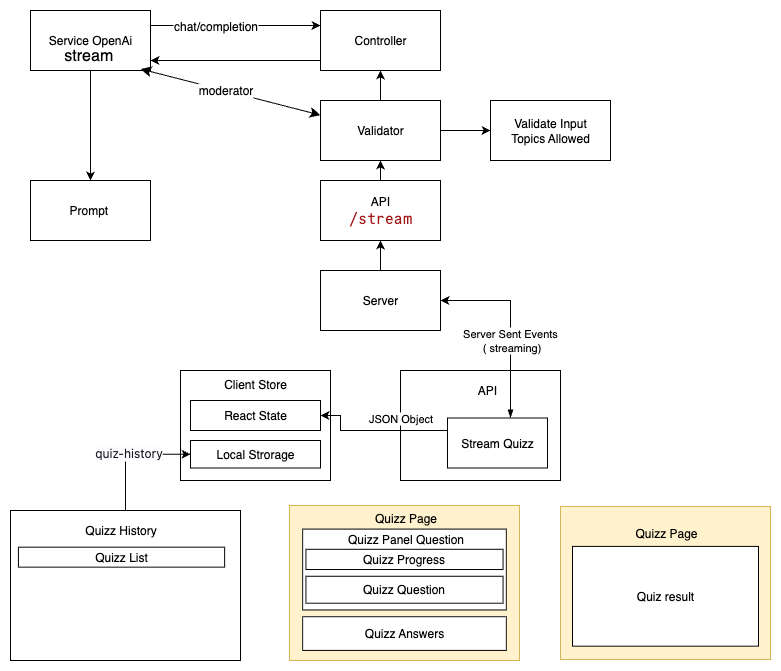 Service OpenAi
stream
chat/completion
Controller
moderator
Validator
Validate Input
Topics Allowed
Prompt
API
/stream
Server
Server Sent Events
( streaming)
Client Store
React State
Local Strorage
JSON Object
API
Stream Quizz
quiz-history
Quizz History
Quizz List
Quizz Page
Quizz Panel Question
Quizz Progress
Quizz Question
Quizz Answers
Quizz Page
Quiz result